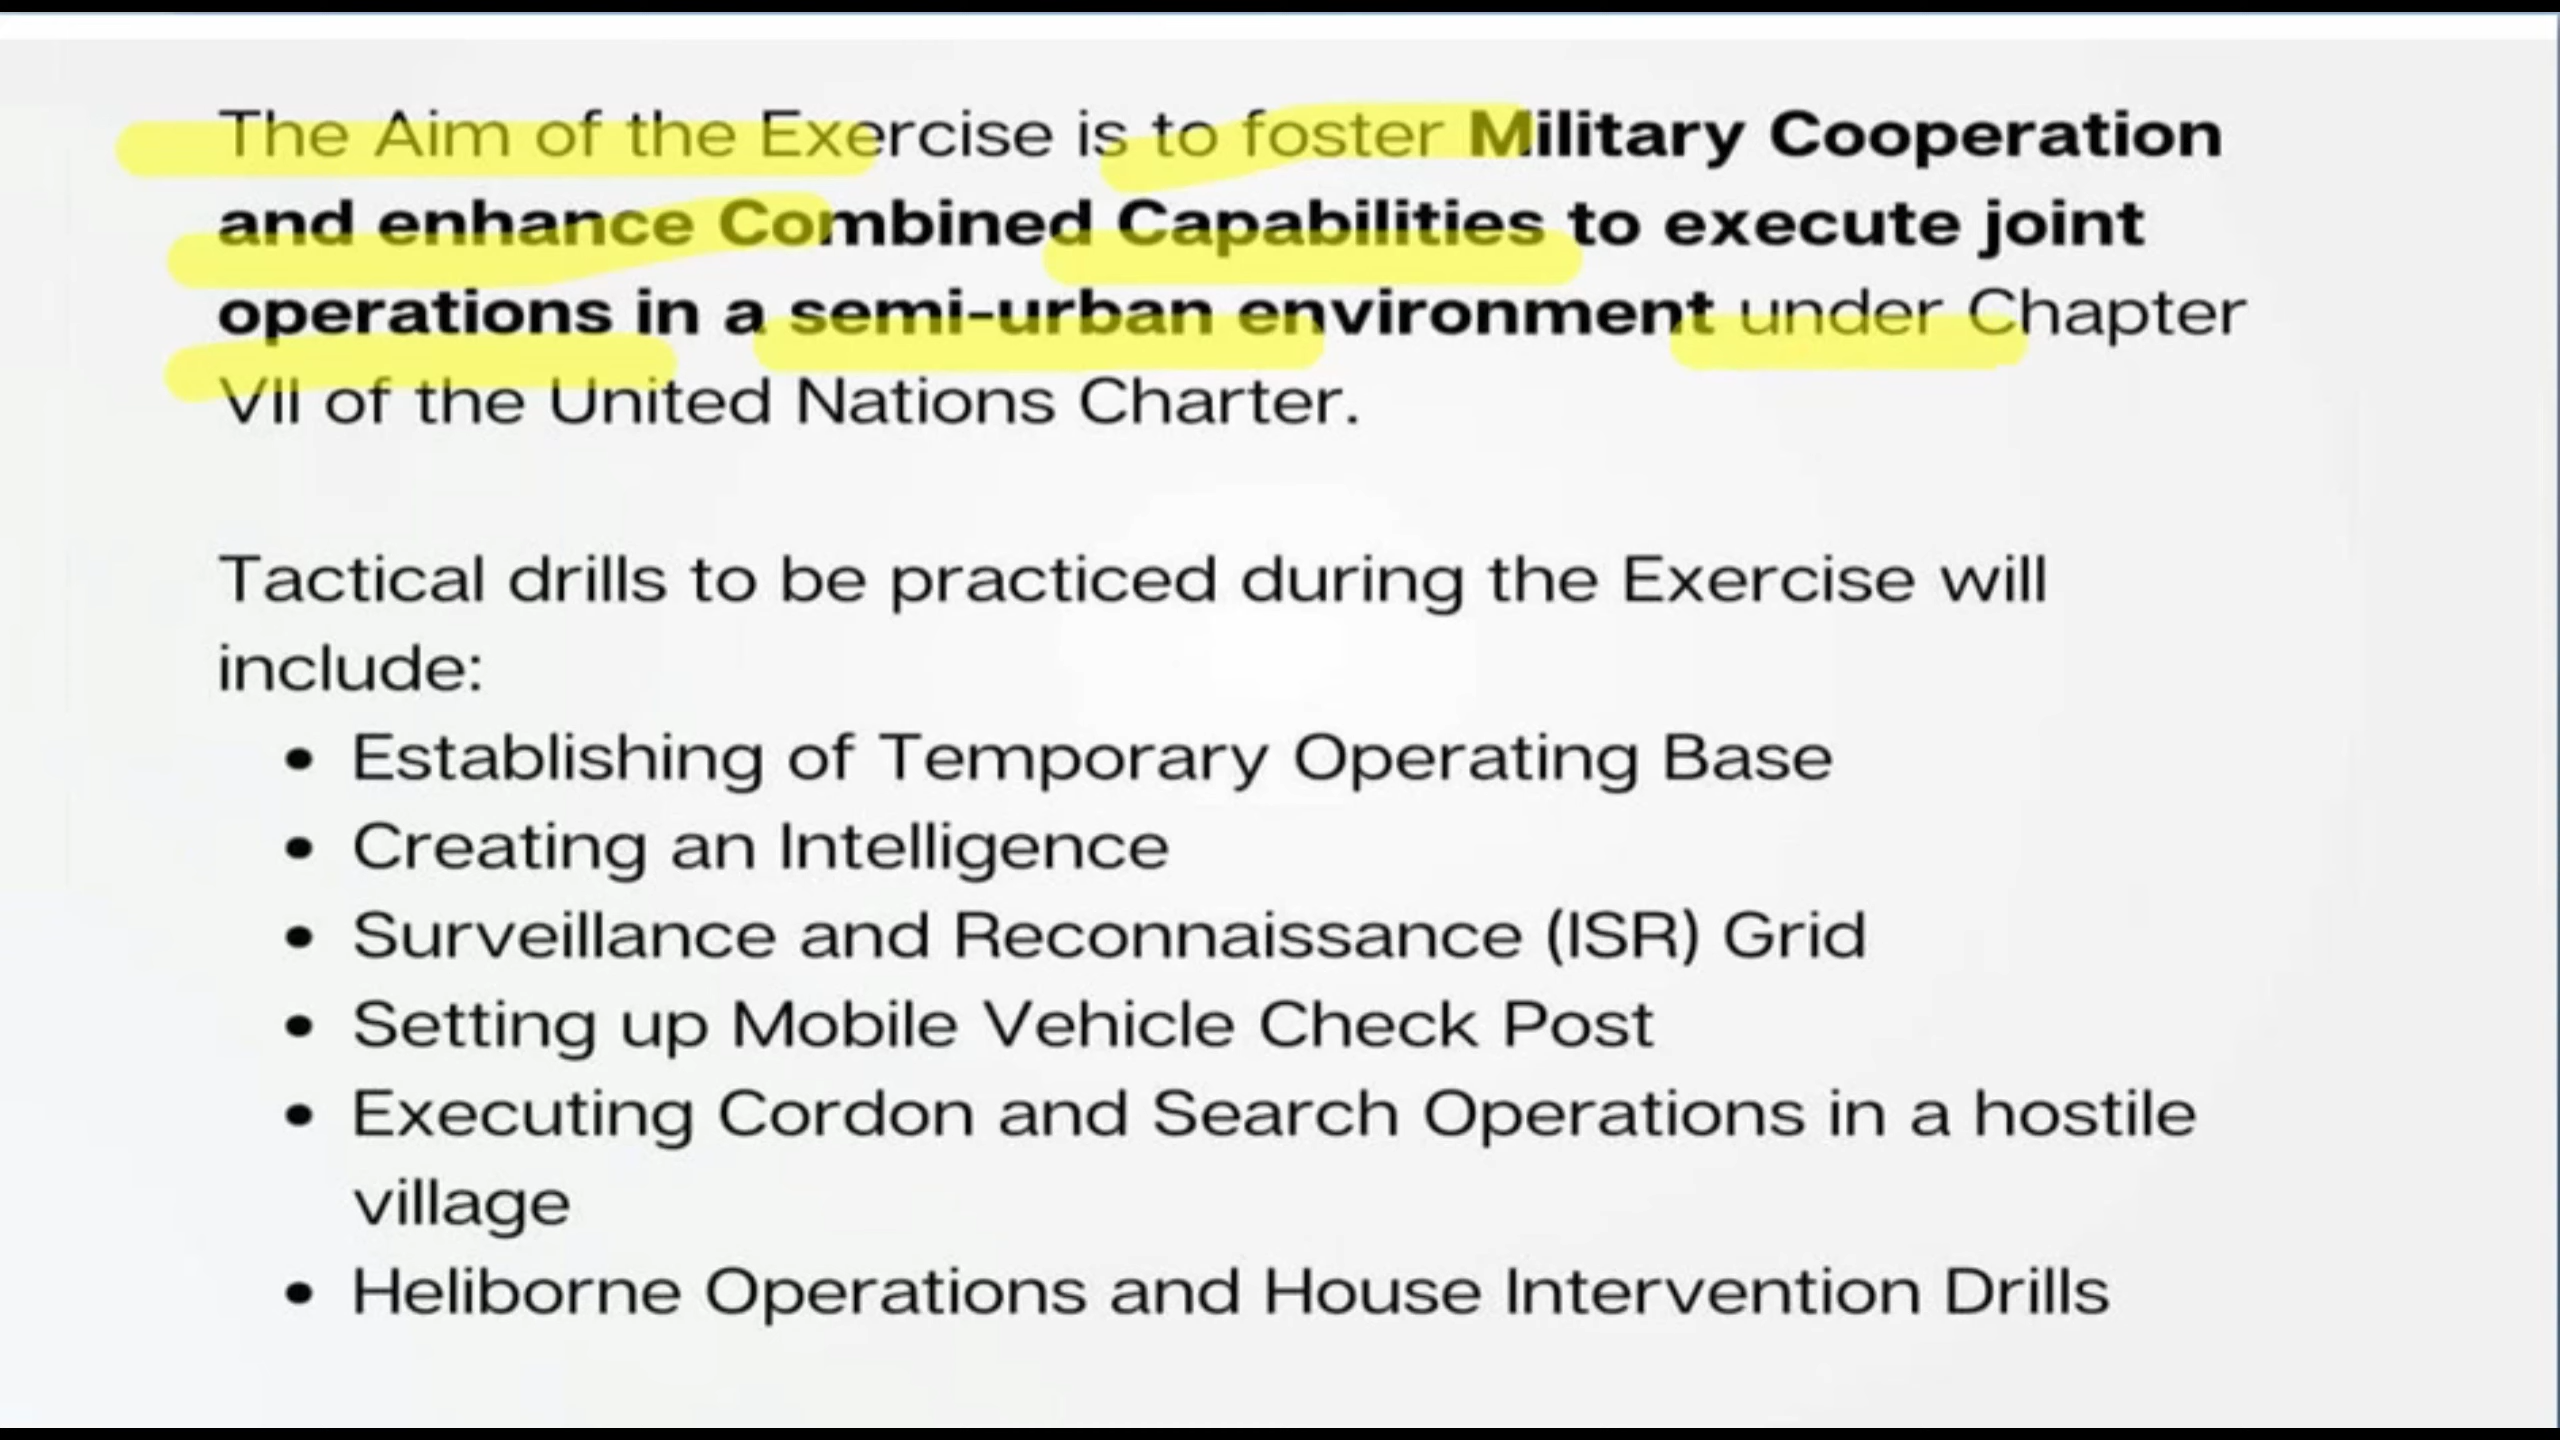 The Aim of the Exercise is to foster Military Cooperation
and enhance Combined Capabilities to execute joint
operations in a semi-urban environment under Chapter
VII of the United Nations Charter.
Tactical drills to be practiced during the Exercise will
include:
• Establishing of Temporary Operating Base
• Creating an Intelligence
• Surveillance and Reconnaissance (ISR) Grid
• Setting up Mobile Vehicle Check Post
• Executing Cordon and Search Operations in a hostile
village
• Heliborne Operations and House Intervention Drills